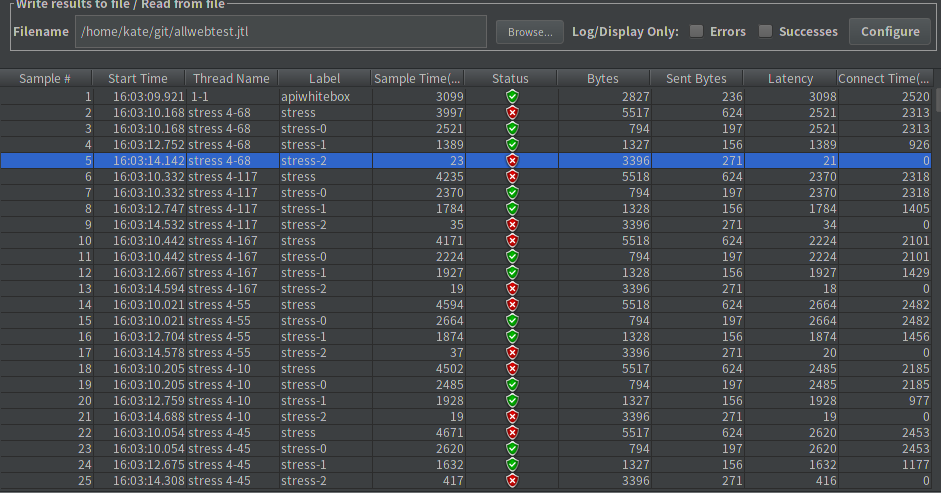 Write results to file / Read from file
Filename /home/kate/git/allwebtest.jtl Browse... Log/Display Only: Errors Successes Configure
Sample # Start Time Thread Name Label Sample Time(... Status Bytes Sent Bytes Latency Connect Time(...
1 16:03:09.921 1-1 apiwhitebox 3099 2827 236 3098 2520
2 16:03:10.168 stress 4-68 stress 3997 5517 624 2521 2313
3 16:03:10.168 stress 4-68 stress-0 2521 794 197 2521 2313
4 16:03:12.752 stress 4-68 stress-1 1389 1327 156 1389 926
5 16:03:14.142 stress 4-68 stress-2 23 3396 271 21 0
6 16:03:10.332 stress 4-117 stress 4235 5518 624 2370 2318
7 16:03:10.332 stress 4-117 stress-0 2370 794 197 2370 2318
8 16:03:12.747 stress 4-117 stress-1 1784 1328 156 1784 1405
9 16:03:14.532 stress 4-117 stress-2 35 3396 271 34 0
10 16:03:10.442 stress 4-167 stress 4171 5518 624 2224 2101
11 16:03:10.442 stress 4-167 stress-0 2224 794 197 2224 2101
12 16:03:12.667 stress 4-167 stress-1 1927 1328 156 1927 1429
13 16:03:14.594 stress 4-167 stress-2 19 3396 271 18 0
14 16:03:10.021 stress 4-55 stress 4594 5518 624 2664 2482
15 16:03:10.021 stress 4-55 stress-0 2664 794 197 2664 2482
16 16:03:12.704 stress 4-55 stress-1 1874 1328 156 1874 1456
17 16:03:14.578 stress 4-55 stress-2 37 3396 271 20 0
18 16:03:10.205 stress 4-10 stress 4502 5517 624 2485 2185
19 16:03:10.205 stress 4-10 stress-0 2485 794 197 2485 2185
20 16:03:12.759 stress 4-10 stress-1 1928 1327 156 1928 977
21 16:03:14.688 stress 4-10 stress-2 19 3396 271 19 0
22 16:03:10.054 stress 4-45 stress 4671 5517 624 2620 2453
23 16:03:10.054 stress 4-45 stress-0 2620 794 197 2620 2453
24 16:03:12.675 stress 4-45 stress-1 1632 1327 156 1632 1177
25 16:03:14.308 stress 4-45 stress-2 417 3396 271 416 0